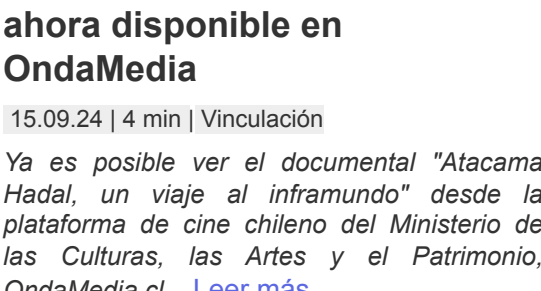 ahora disponible en
OndaMedia
15.09.24 | 4 min | Vinculación
Ya es posible ver el documental "Atacama
Hadal, un viaje al inframundo" desde la
plataforma de cine chileno del Ministerio de
las Culturas, las Artes y el Patrimonio,
OndaMedia.cl... Leer más